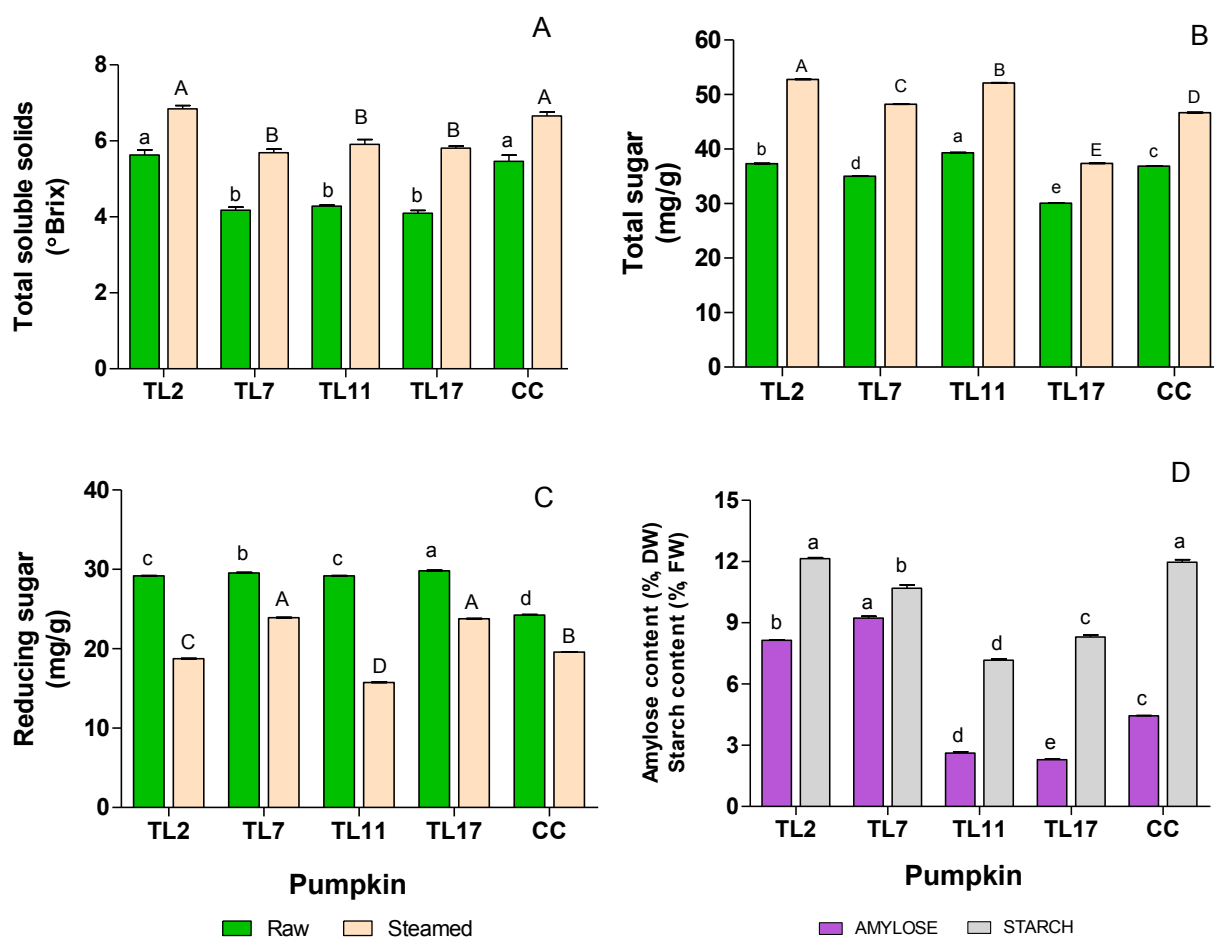 A
Total soluble solids
(°Brix)
8
6
4
2
0
a A b B b B b B a A
TL2 TL7 TL11 TL17 CC
B
Total sugar
(mg/g)
60
50
40
30
20
10
0
b A d C a B e E c D
TL2 TL7 TL11 TL17 CC
C
Reducing sugar
(mg/g)
40
30
20
10
0
c C b A c D a A d B
TL2 TL7 TL11 TL17 CC
Pumpkin
Raw Steamed
D
Amylose content (%, DW)
Starch content (%, FW)
15
12
9
6
3
0
b a a b d d e c c a
TL2 TL7 TL11 TL17 CC
Pumpkin
AMYLOSE STARCH